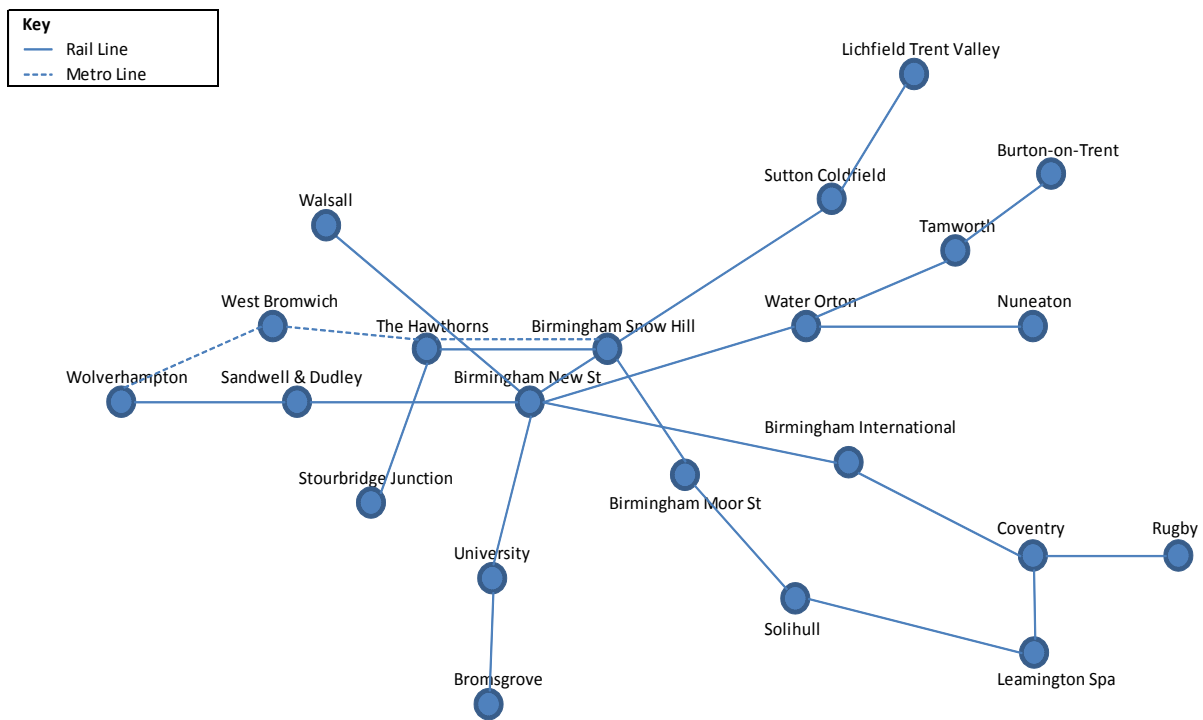 Key
Rail Line
Metro Line
Lichfield Trent Valley
Burton-on-Trent
Sutton Coldfield
Walsall
Tamworth
West Bromwich
The Hawthorns
Birmingham Snow Hill
Water Orton
Nuneaton
Wolverhampton
Sandwell & Dudley
Birmingham New St
Birmingham International
Stourbridge Junction
Birmingham Moor St
Coventry
Rugby
University
Solihull
Bromsgrove
Leamington Spa